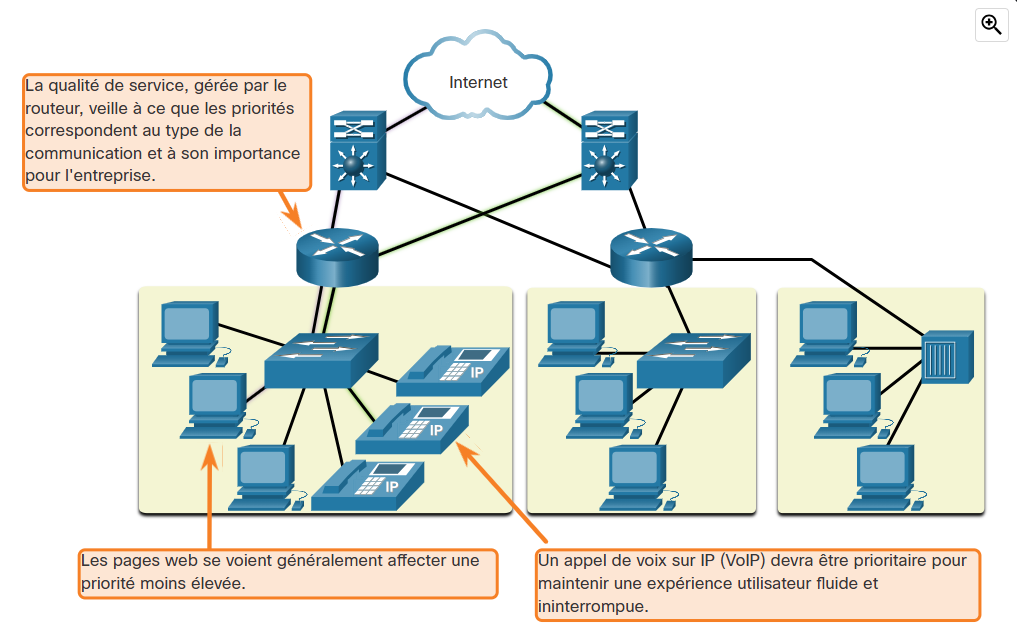 Internet
La qualité de service, gérée par le
routeur, veille à ce que les priorités
correspondent au type de la
communication et à son importance
pour l'entreprise.
IP
IP
IP
Les pages web se voient généralement affecter une
priorité moins élevée.
Un appel de voix sur IP (VoIP) devra être prioritaire pour
maintenir une expérience utilisateur fluide et
ininterrompue.